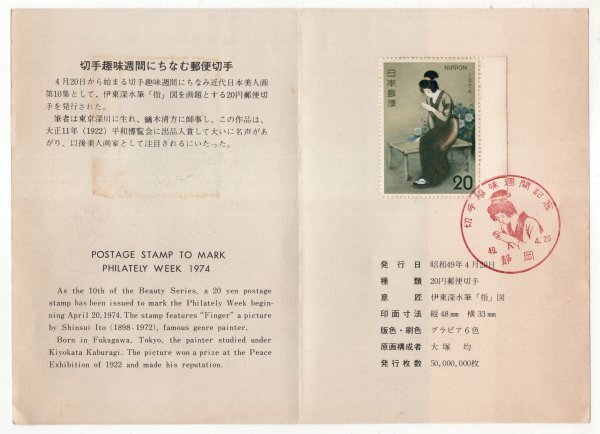 切手趣味週間にちなむ郵便切手
4月20日から始まる切手趣味週間にちなみ近代日本美人画
第10集として、伊東深水筆「指」図を画題とする20円郵便切
手を発行された。
筆者は東京深川に生れ、鏑木清方に師事し、この作品は、
大正11年（1922）平和博覧会に出品入賞して大いに名声があ
がり、以後美人画家として注目されるにいたった。
POSTAGE STAMP TO MARK
PHILATELY WEEK 1974
As the 10th of the Beauty Series, a 20 yen postage
stamp has been issued to mark the Philately Week begin-
ning April 20,1974. The stamp features "Finger" a picture
by Shinsui Ito (1898-1972), famous genre painter.
Born in Fukagawa, Tokyo, the painter studied under
Kiyokata Kaburagi. The picture won a prize at the Peace
Exhibition of 1922 and made his reputation.
NIPPON
1974
日本郵便
20
切手趣味週間記念
49. 4.20
静岡
発行日 昭和49年4月20日
種類 20円郵便切手
意匠 伊東深水筆「指」図
印面寸法 縦48mm 横33mm
版色・刷色 グラビア6色
原画構成者 大塚 均
発行枚数 50,000,000枚